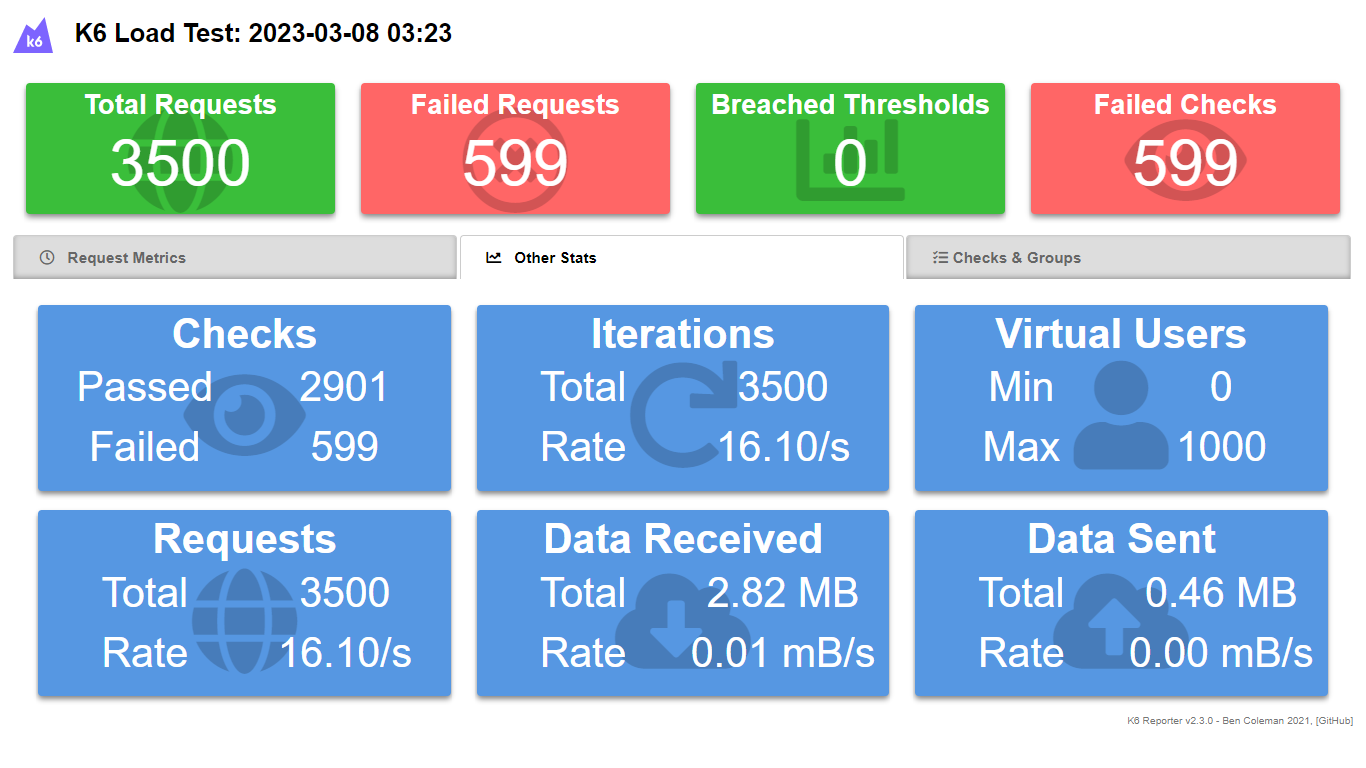 k6
K6 Load Test: 2023-03-08 03:23
Total Requests
3500
Failed Requests
599
Breached Thresholds
0
Failed Checks
599
Request Metrics
Other Stats
Checks & Groups
Checks
Passed 2901
Failed 599
Iterations
Total 3500
Rate 16.10/s
Virtual Users
Min 0
Max 1000
Requests
Total 3500
Rate 16.10/s
Data Received
Total 2.82 MB
Rate 0.01 mB/s
Data Sent
Total 0.46 MB
Rate 0.00 mB/s
K6 Reporter v2.3.0 - Ben Coleman 2021, [GitHub]